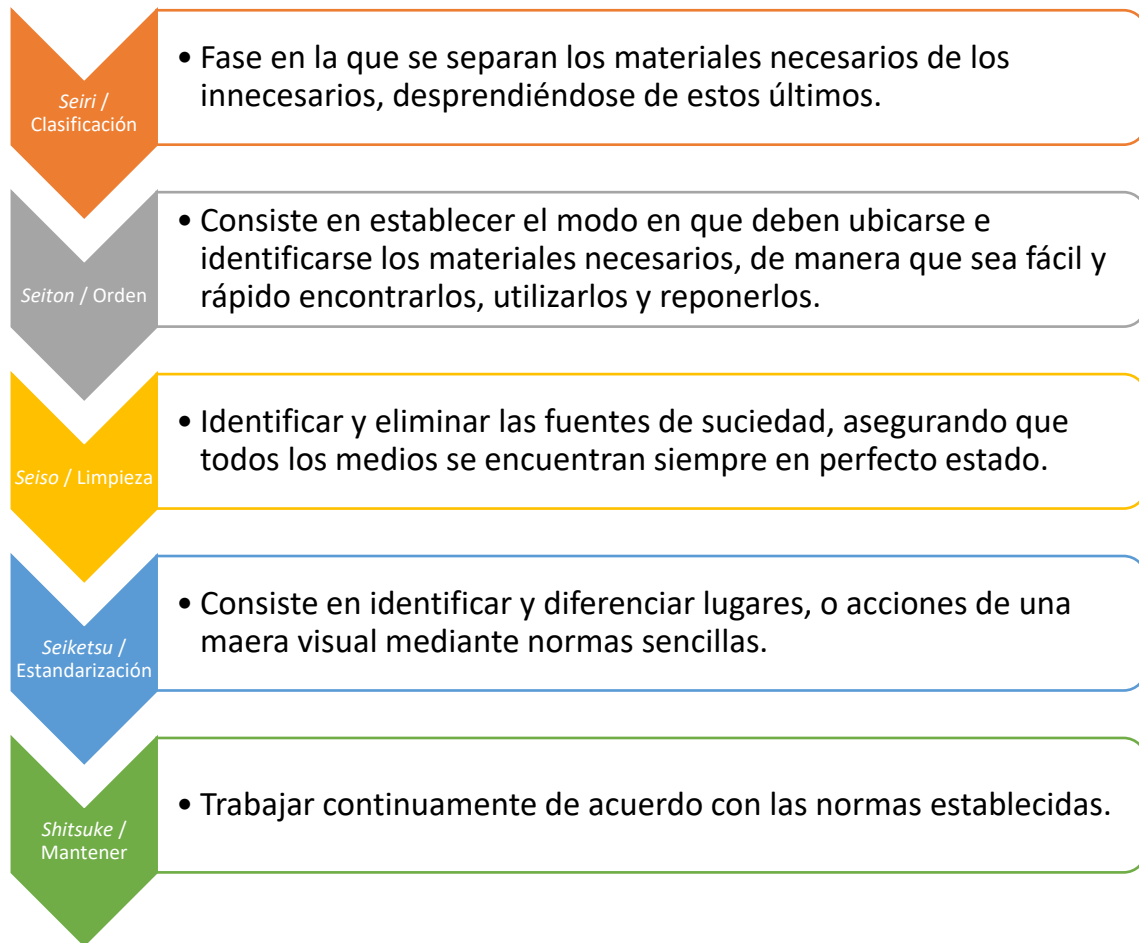 Seiri /
Clasificación
• Fase en la que se separan los materiales necesarios de los
innecesarios, desprendiéndose de estos últimos.
Seiton / Orden
• Consiste en establecer el modo en que deben ubicarse e
identificarse los materiales necesarios, de manera que sea fácil y
rápido encontrarlos, utilizarlos y reponerlos.
Seiso / Limpieza
• Identificar y eliminar las fuentes de suciedad, asegurando que
todos los medios se encuentran siempre en perfecto estado.
Seiketsu /
Estandarización
• Consiste en identificar y diferenciar lugares, o acciones de una
maera visual mediante normas sencillas.
Shitsuke /
Mantener
• Trabajar continuamente de acuerdo con las normas establecidas.